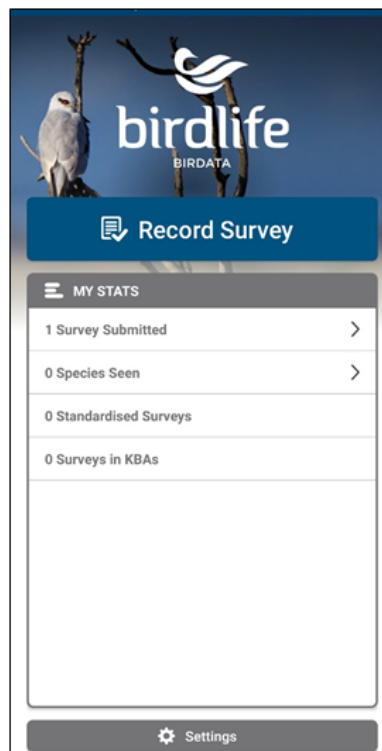 birdlife
BIRDATA
Record Survey
MY STATS
1 Survey Submitted
0 Species Seen
0 Standardised Surveys
0 Surveys in KBAs
Settings